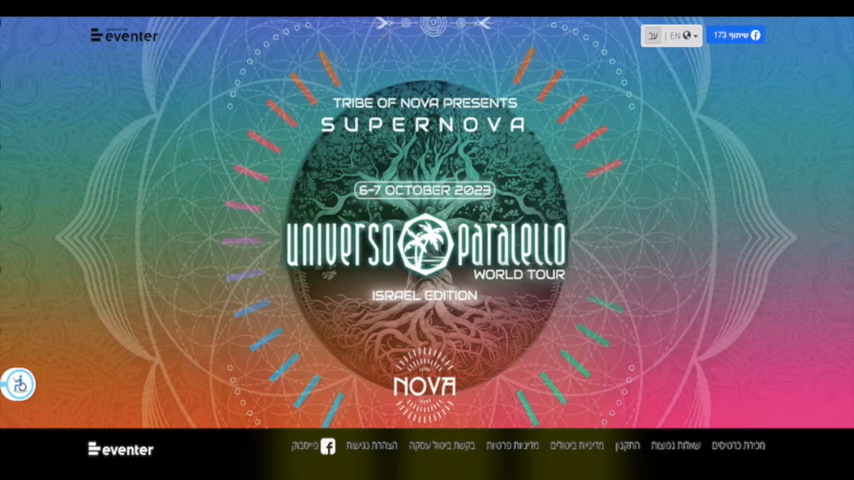 eventer
עב | EN
שיתוף 173
TRIBE OF NOVA PRESENTS
SUPERNOVA
6-7 OCTOBER 2023
UNIVERSO PARALELLO
WORLD TOUR
ISRAEL EDITION
NOVA
eventer
מכירת כרטיסים שאלות נפוצות התקנון מדיניות ביטולים מדיניות פרטיות בקשת ביטול עסקה הצהרת נגישות פייסבוק